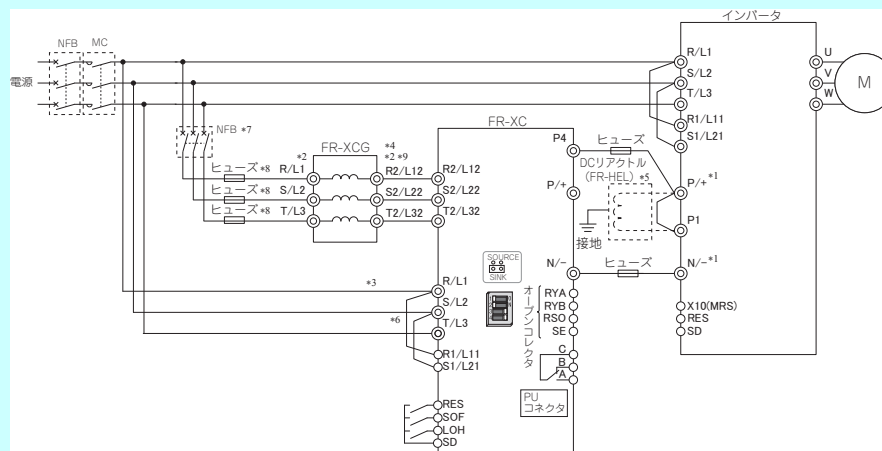 インバータ
NFB MC
電源
R/L1
S/L2
T/L3
R1/L11
S1/L21
U
V
W
M
NFB *7
FR-XCG
*4
*2 *2 *9
FR-XC
P4
ヒューズ
DCリアクトル
(FR-HEL) *5
ヒューズ *8 R/L1
R2/L12
R2/L12
ヒューズ *8 S/L2
S2/L22
S2/L22
ヒューズ *8 T/L3
T2/L32
T2/L32
P/+
P/+*1
P1
接地
ヒューズ
N/-
N/-*1
SOURCE
SINK
*3
R/L1
S/L2
*6
T/L3
R1/L11
S1/L21
オープンコレクタ
RYA
RYB
RSO
SE
C
B
A
X10(MRS)
RES
SD
PU
コネクタ
RES
SOF
LOH
SD